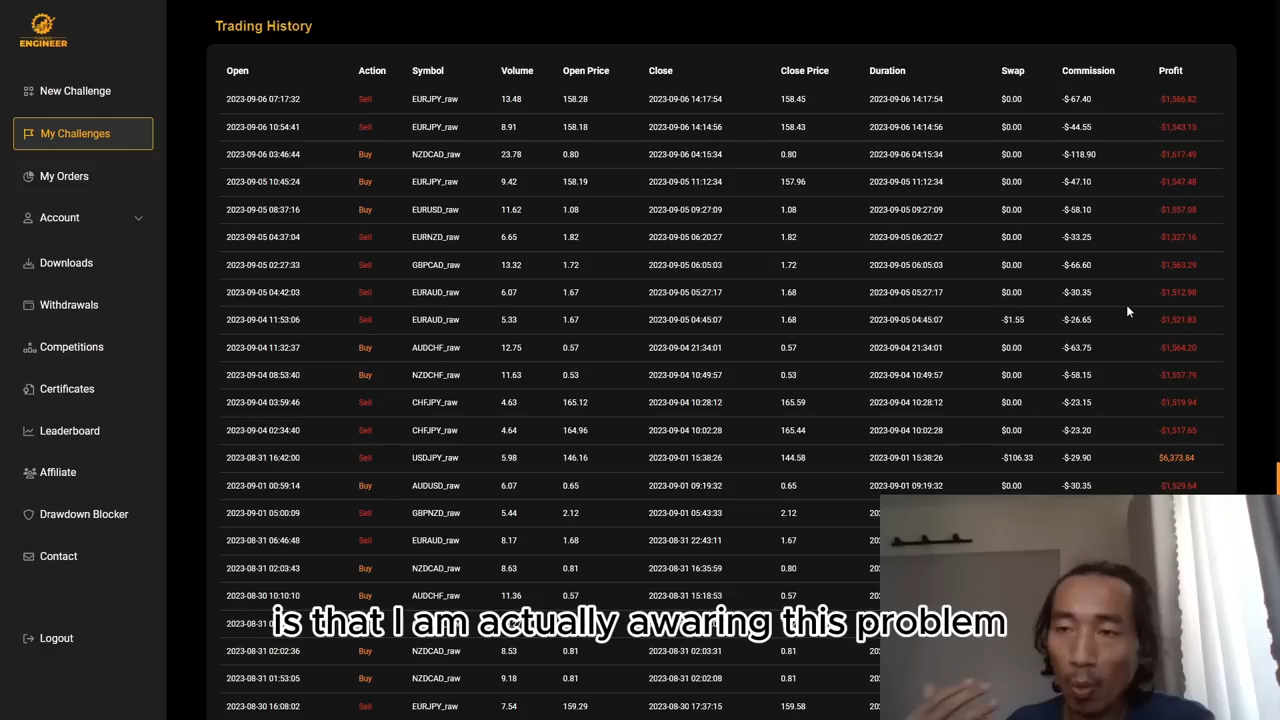 ENGINEER
New Challenge
My Challenges
My Orders
Account
Downloads
Withdrawals
Competitions
Certificates
Leaderboard
Affiliate
Drawdown Blocker
Contact
Logout
Trading History
Open Action Symbol Volume Open Price Close Close Price Duration Swap Commission Profit
2023-09-06 07:17:32 Sell EURJPY_raw 13.48 158.28 2023-09-06 14:17:54 158.45 2023-09-06 14:17:54 $0.00 -$-67.40 -$1,566.82
2023-09-06 10:54:41 Sell EURJPY_raw 8.91 158.18 2023-09-06 14:14:56 158.43 2023-09-06 14:14:56 $0.00 -$-44.55 -$1,543.15
2023-09-06 03:46:44 Buy NZDCAD_raw 23.78 0.80 2023-09-06 04:15:34 0.80 2023-09-06 04:15:34 $0.00 -$-118.90 -$1,617.49
2023-09-05 10:45:24 Buy EURJPY_raw 9.42 158.19 2023-09-05 11:12:34 157.96 2023-09-05 11:12:34 $0.00 -$-47.10 -$1,547.48
2023-09-05 08:37:16 Buy EURUSD_raw 11.62 1.08 2023-09-05 09:27:09 1.08 2023-09-05 09:27:09 $0.00 -$-58.10 -$1,557.08
2023-09-05 04:37:04 Sell EURNZD_raw 6.65 1.82 2023-09-05 06:20:27 1.82 2023-09-05 06:20:27 $0.00 -$-33.25 -$1,327.16
2023-09-05 02:27:33 Sell GBPCAD_raw 13.32 1.72 2023-09-05 06:05:03 1.72 2023-09-05 06:05:03 $0.00 -$-66.60 -$1,563.29
2023-09-05 04:42:03 Sell EURAUD_raw 6.07 1.67 2023-09-05 05:27:17 1.68 2023-09-05 05:27:17 $0.00 -$-30.35 -$1,512.98
2023-09-04 11:53:06 Sell EURAUD_raw 5.33 1.67 2023-09-05 04:45:07 1.68 2023-09-05 04:45:07 -$1.55 -$-26.65 -$1,521.83
2023-09-04 11:32:37 Buy AUDCHF_raw 12.75 0.57 2023-09-04 21:34:01 0.57 2023-09-04 21:34:01 $0.00 -$-63.75 -$1,564.20
2023-09-04 08:53:40 Buy NZDCHF_raw 11.63 0.53 2023-09-04 10:49:57 0.53 2023-09-04 10:49:57 $0.00 -$-58.15 -$1,557.79
2023-09-04 03:59:46 Sell CHFJPY_raw 4.63 165.12 2023-09-04 10:28:12 165.59 2023-09-04 10:28:12 $0.00 -$-23.15 -$1,519.94
2023-09-04 02:34:40 Sell CHFJPY_raw 4.64 164.96 2023-09-04 10:02:28 165.44 2023-09-04 10:02:28 $0.00 -$-23.20 -$1,517.65
2023-08-31 16:42:00 Sell USDJPY_raw 5.98 146.16 2023-09-01 15:38:26 144.58 2023-09-01 15:38:26 -$106.33 -$-29.90 $6,373.84
2023-09-01 00:59:14 Buy AUDUSD_raw 6.07 0.65 2023-09-01 09:19:32 0.65 2023-09-01 09:19:32 $0.00 -$-30.35 -$1,529.64
2023-09-01 05:00:09 Sell GBPNZD_raw 5.44 2.12 2023-09-01 05:43:33 2.12
2023-08-31 06:46:48 Sell EURAUD_raw 8.17 1.68 2023-08-31 22:43:11 1.67
2023-08-31 02:03:43 Buy NZDCAD_raw 8.63 0.81 2023-08-31 16:35:59 0.80
2023-08-30 10:10:10 Buy AUDCHF_raw 11.36 0.57 2023-08-31 15:18:53 0.57
is that I am actually awaring this problem
2023-08-31 02:02:36 Buy NZDCAD_raw 8.53 0.81 2023-08-31 02:03:31 0.81
2023-08-31 01:53:05 Buy NZDCAD_raw 9.18 0.81 2023-08-31 02:02:08 0.81
2023-08-30 16:08:02 Sell EURJPY_raw 7.54 159.29 2023-08-30 17:37:15 159.58